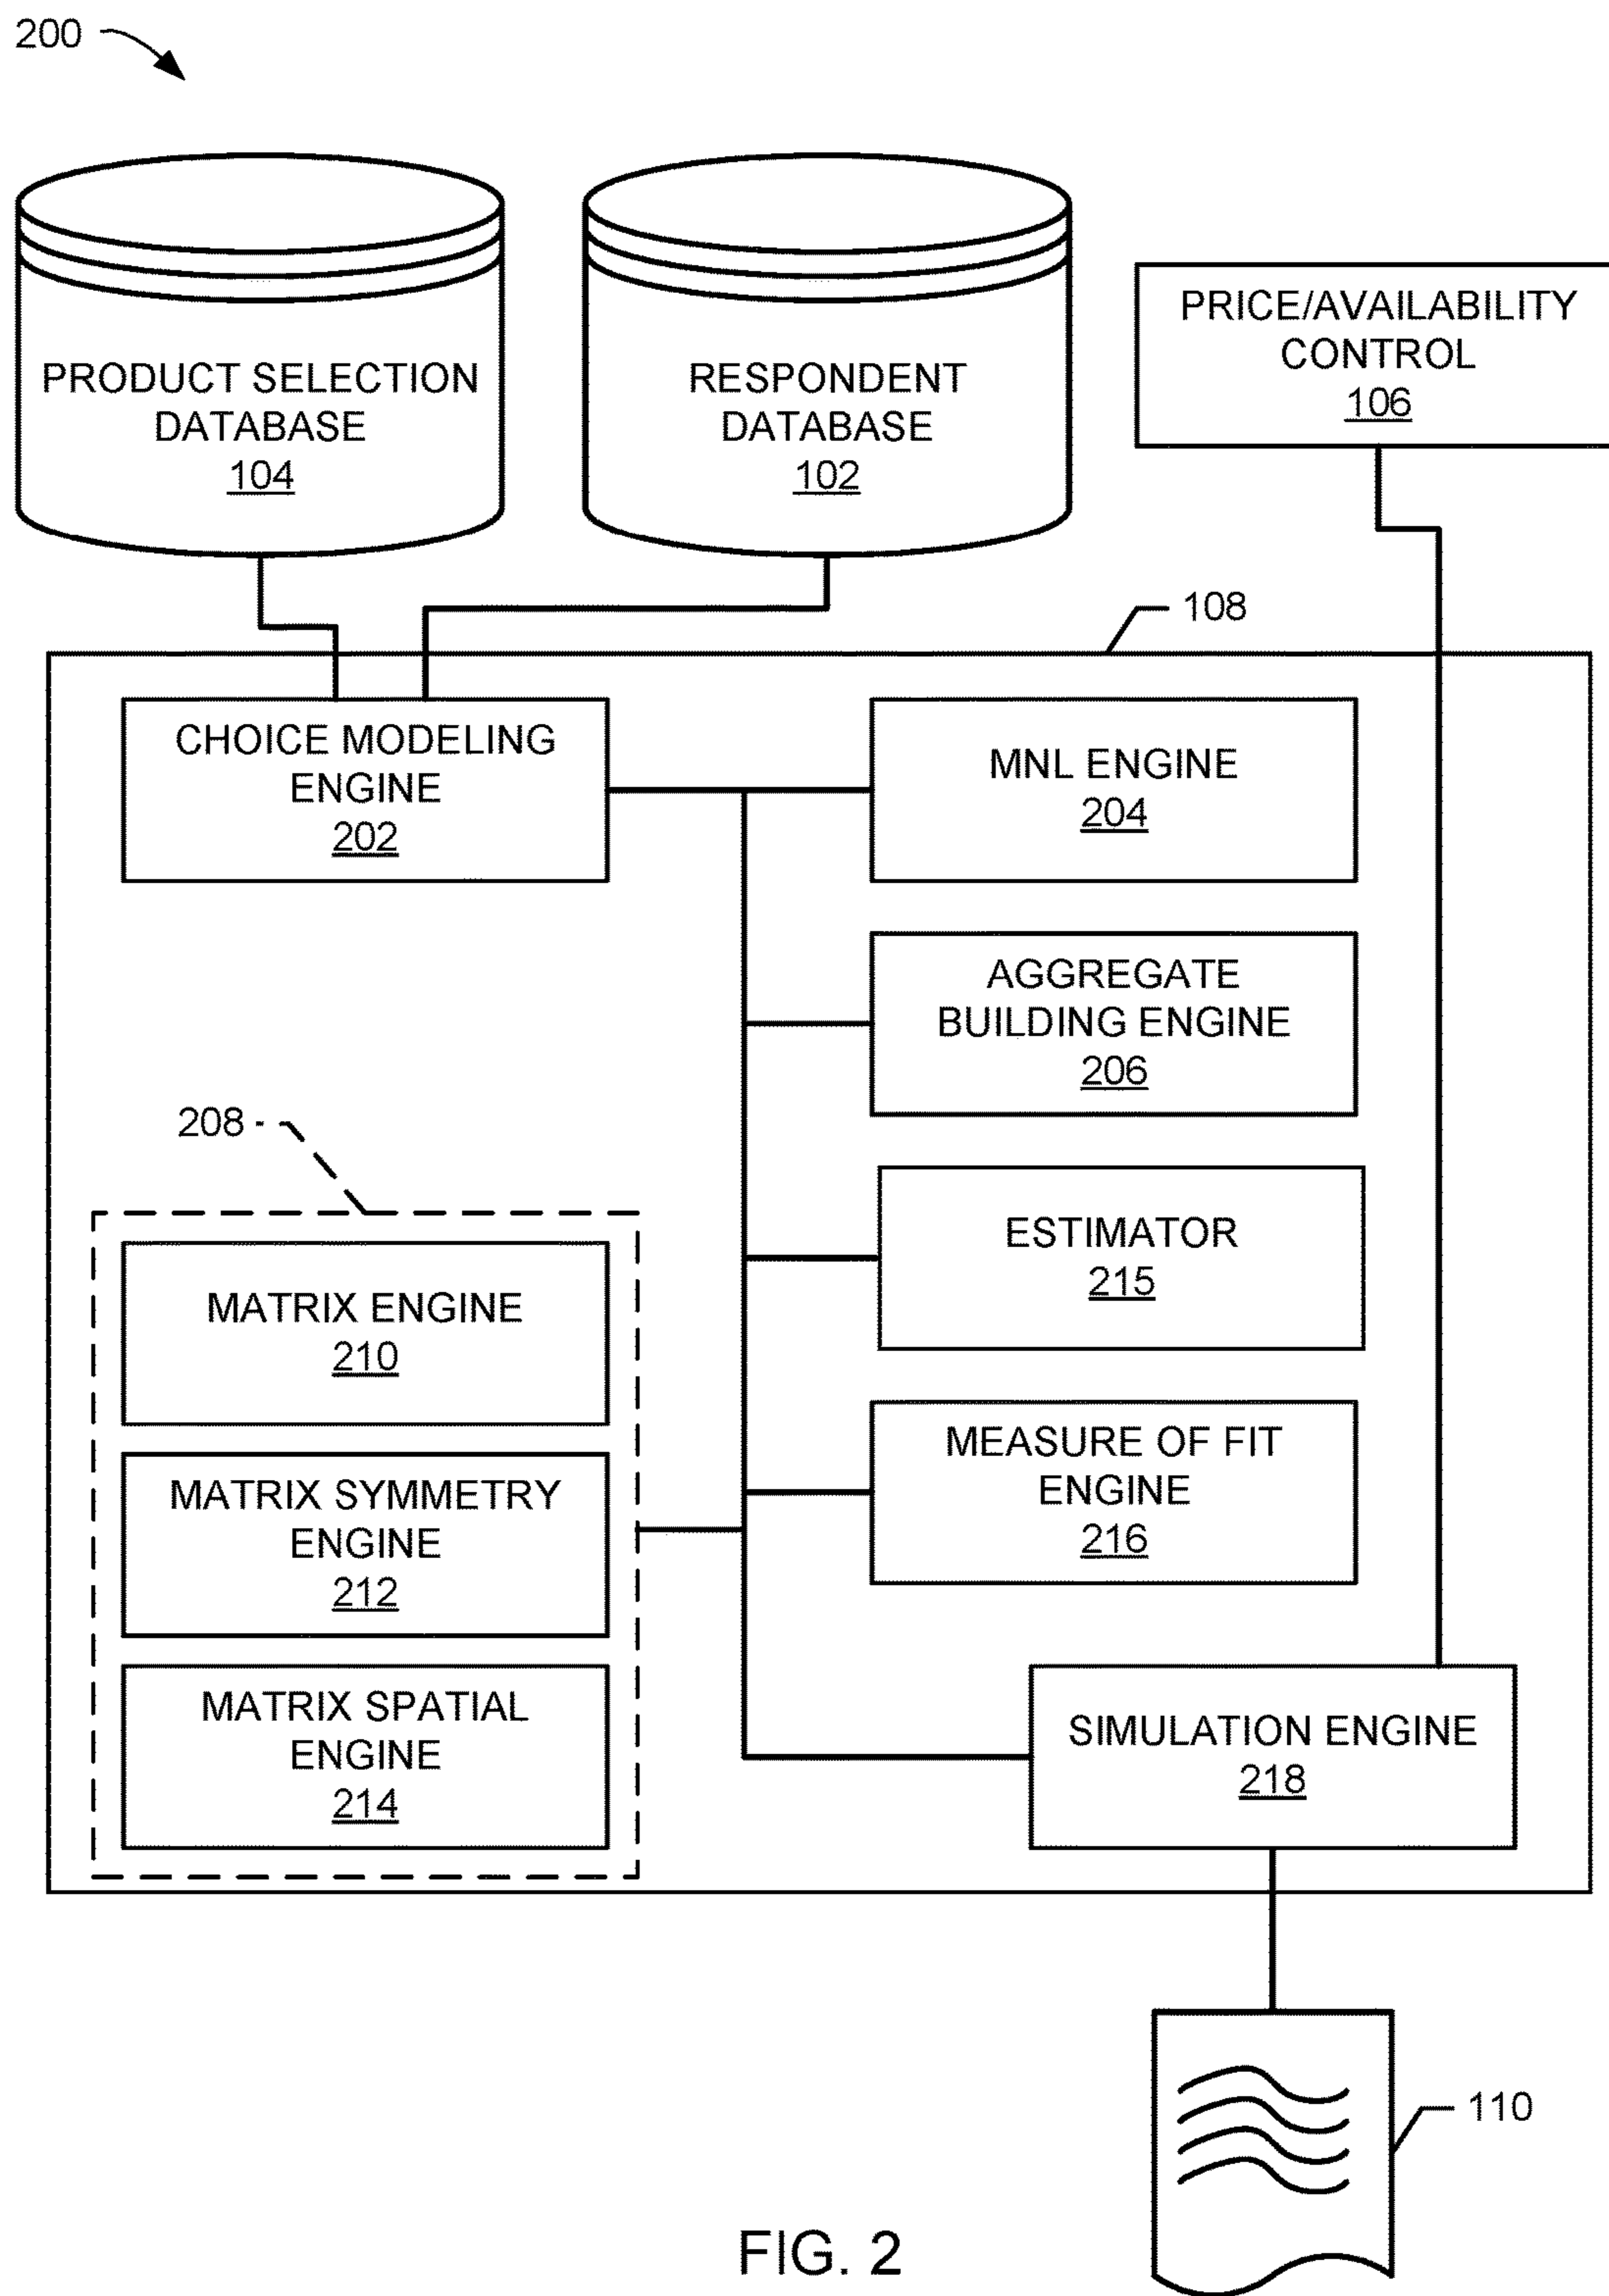 200
PRODUCT SELECTION
DATABASE
104
RESPONDENT
DATABASE
102
PRICE/AVAILABILITY
CONTROL
106
108
CHOICE MODELING
ENGINE
202
MNL ENGINE
204
AGGREGATE
BUILDING ENGINE
206
208
ESTIMATOR
215
MATRIX ENGINE
210
MEASURE OF FIT
ENGINE
216
MATRIX SYMMETRY
ENGINE
212
MATRIX SPATIAL
ENGINE
214
SIMULATION ENGINE
218
110
FIG. 2